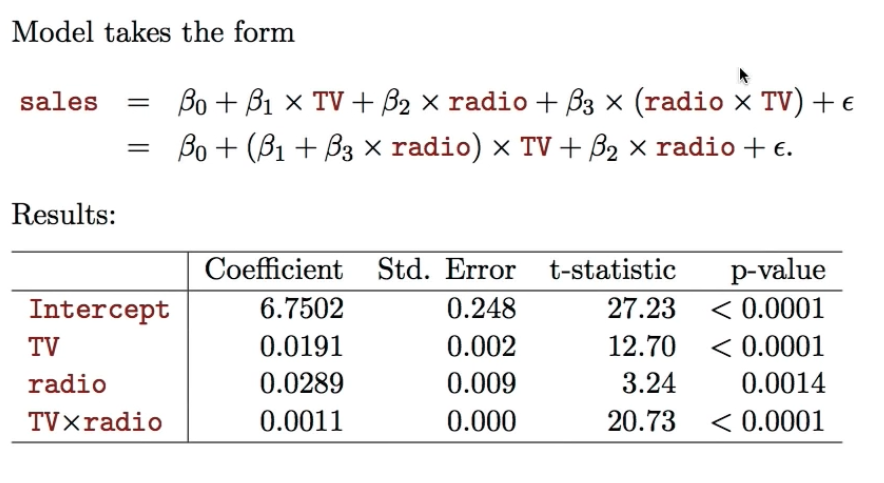 Model takes the form
sales = β0 + β1 × TV + β2 × radio + β3 × (radio × TV) + ϵ
= β0 + (β1 + β3 × radio) × TV + β2 × radio + ϵ.
Results:
Coefficient Std. Error t-statistic p-value
Intercept 6.7502 0.248 27.23 < 0.0001
TV 0.0191 0.002 12.70 < 0.0001
radio 0.0289 0.009 3.24 0.0014
TV×radio 0.0011 0.000 20.73 < 0.0001